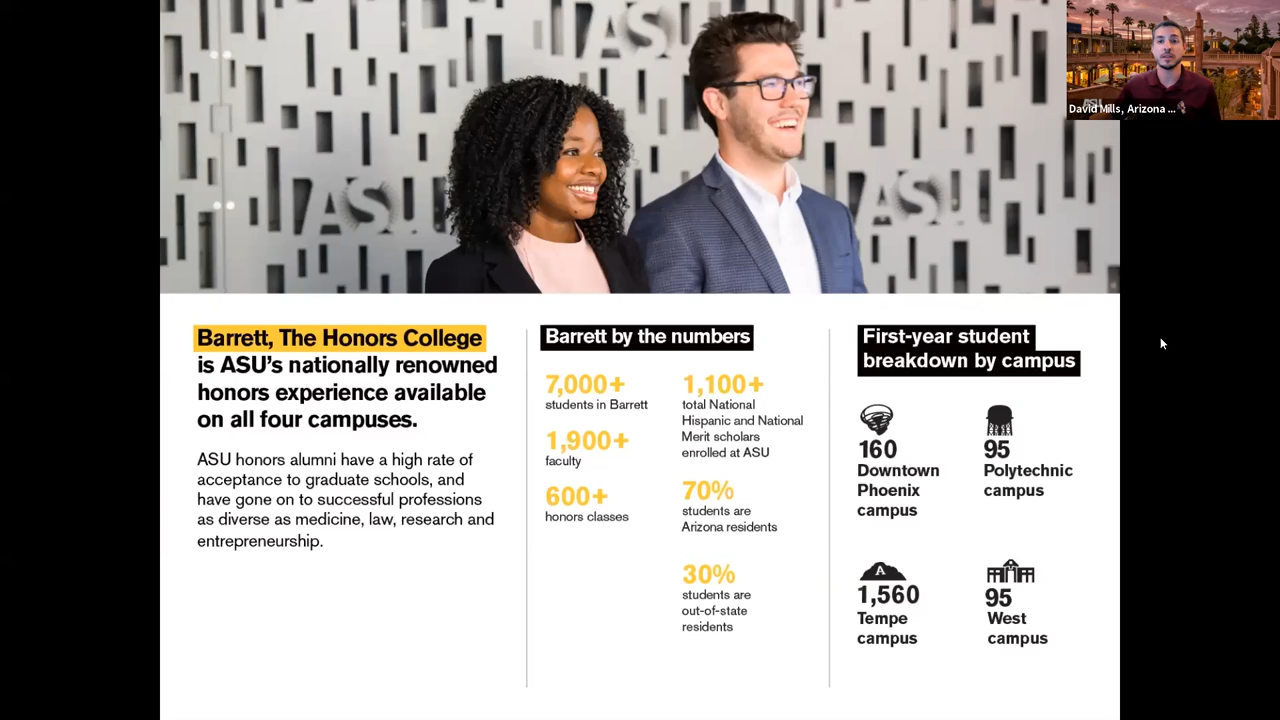 ASU
ASU
ASU
David Mills, Arizona ...
Barrett, The Honors College
is ASU’s nationally renowned
honors experience available
on all four campuses.
ASU honors alumni have a high rate of
acceptance to graduate schools, and
have gone on to successful professions
as diverse as medicine, law, research and
entrepreneurship.
Barrett by the numbers
7,000+
students in Barrett
1,900+
faculty
600+
honors classes
1,100+
total National
Hispanic and National
Merit scholars
enrolled at ASU
70%
students are
Arizona residents
30%
students are
out-of-state
residents
First-year student
breakdown by campus
160
Downtown
Phoenix
campus
95
Polytechnic
campus
A
1,560
Tempe
campus
95
West
campus